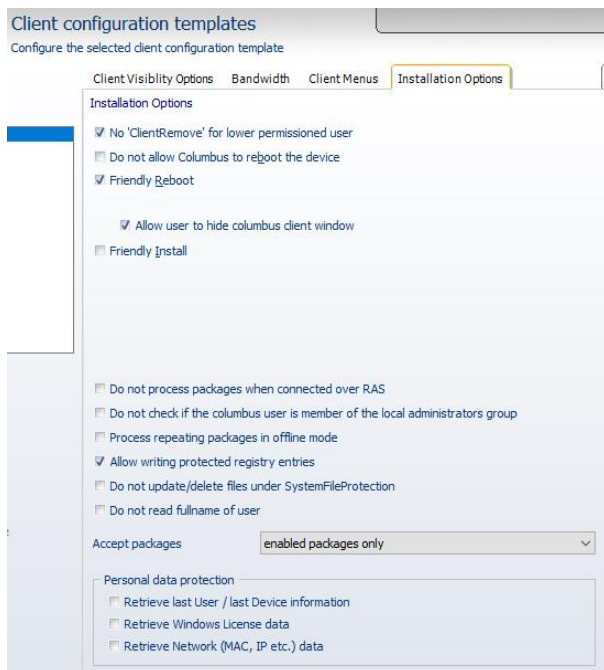 Client configuration templates
Configure the selected client configuration template
Client Visiblity Options Bandwidth Client Menus Installation Options
Installation Options
No 'ClientRemove' for lower permissioned user
Do not allow Columbus to reboot the device
Friendly Reboot
Allow user to hide columbus client window
Friendly Install
Do not process packages when connected over RAS
Do not check if the columbus user is member of the local administrators group
Process repeating packages in offline mode
Allow writing protected registry entries
Do not update/delete files under SystemFileProtection
Do not read fullname of user
Accept packages enabled packages only
Personal data protection
Retrieve last User / last Device information
Retrieve Windows License data
Retrieve Network (MAC, IP etc.) data